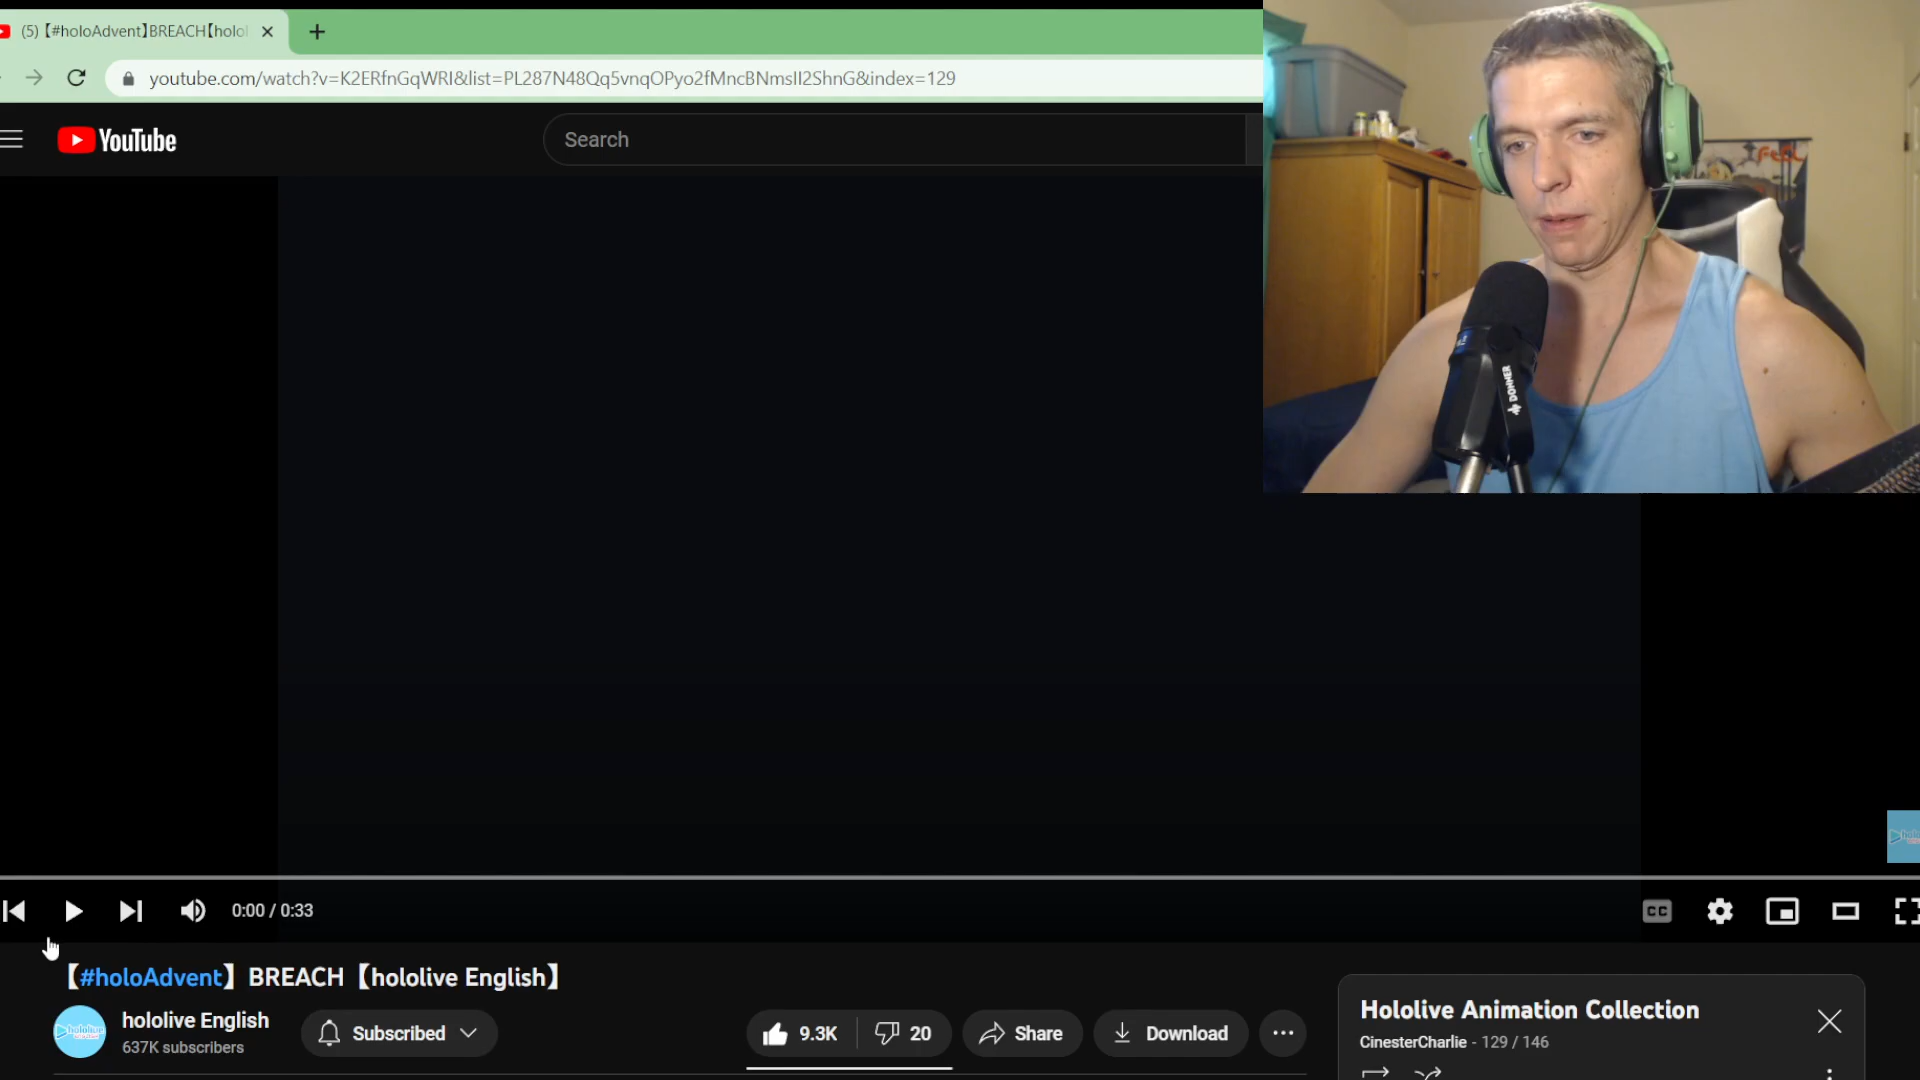 (5)【#holoAdvent】BREACH【holol
youtube.com/watch?v=K2ERfnGqWRI&list=PL287N48Qq5vnqOPyo2fMncBNmsII2ShnG&index=129
YouTube
Search
DONNER
0:00 / 0:33
CC
【#holoAdvent】BREACH【hololive English】
hololive English
637K subscribers
Subscribed
9.3K
20
Share
Download
Hololive Animation Collection
CinesterCharlie - 129 / 146